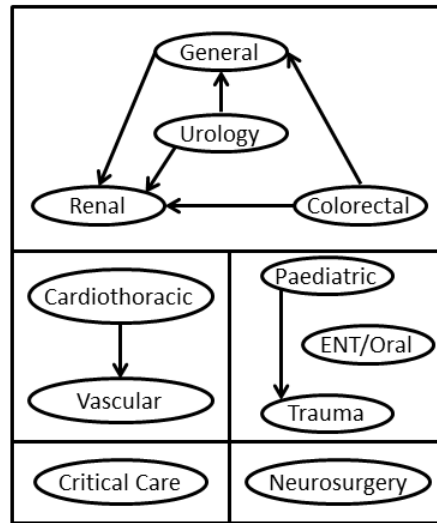 General
Urology
Renal
Colorectal
Cardiothoracic
Vascular
Paediatric
ENT/Oral
Trauma
Critical Care
Neurosurgery